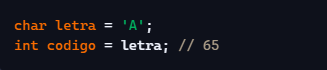 char letra = 'A';
int codigo = letra; // 65